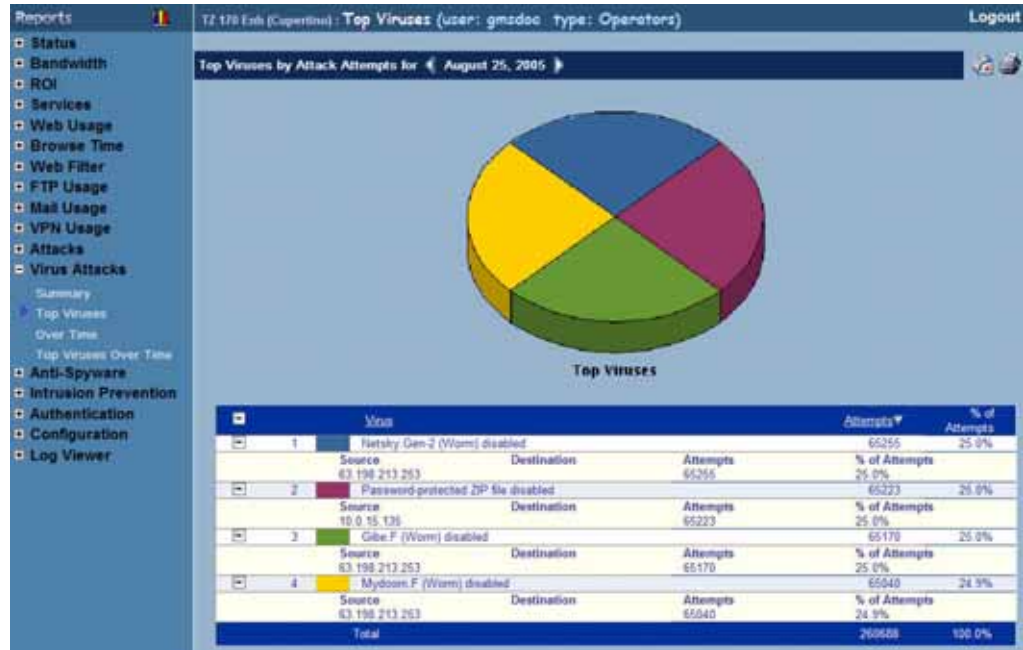 Reports
TZ 170 Enh (Cupertino) : Top Viruses (user: gmsdoc type: Operators)
Logout
Status
Bandwidth
ROI
Services
Web Usage
Browse Time
Web Filter
FTP Usage
Mail Usage
VPN Usage
Attacks
Virus Attacks
Summary
Top Viruses
Over Time
Top Viruses Over Time
Anti-Spyware
Intrusion Prevention
Authentication
Configuration
Log Viewer
Top Viruses by Attack Attempts for August 25, 2005
Top Viruses
Virus Attempts % of Attempts
1 Netsky.Gen-2 (Worm) disabled 65255 25.0%
Source Destination Attempts % of Attempts
63.198.213.253 65255 25.0%
2 Password-protected ZIP file disabled 65223 25.0%
Source Destination Attempts % of Attempts
10.0.15.135 65223 25.0%
3 Gibe.F (Worm) disabled 65170 25.0%
Source Destination Attempts % of Attempts
63.198.213.253 65170 25.0%
4 Mydoom.F (Worm) disabled 65040 24.9%
Source Destination Attempts % of Attempts
63.198.213.253 65040 24.9%
Total 260688 100.0%